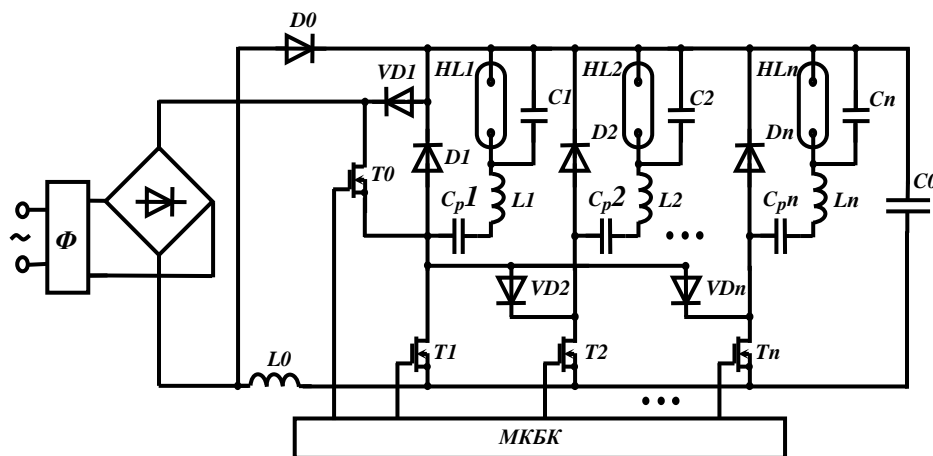 D0
VD1
HL1
C1
HL2
C2
HLn
Cn
D1
D2
Dn
T0
C0
Cp1
L1
Cp2
L2
Cpn
Ln
~
Ф
• • •
VD2
VDn
L0
T1
T2
Tn
• • •
МКБК